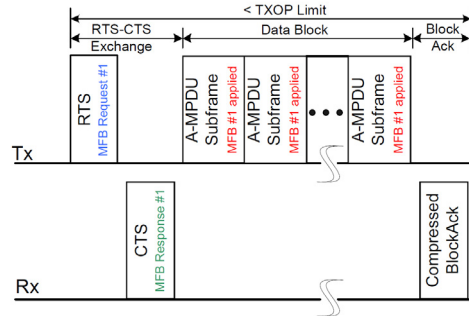 < TXOP Limit
RTS-CTS
Exchange
Data Block
Block
Ack
RTS
MFB Request #1
A-MPDU
Subframe
MFB #1 applied
A-MPDU
Subframe
MFB #1 applied
•••
A-MPDU
Subframe
MFB #1 applied
Tx
CTS
MFB Response #1
Compressed
BlockAck
Rx